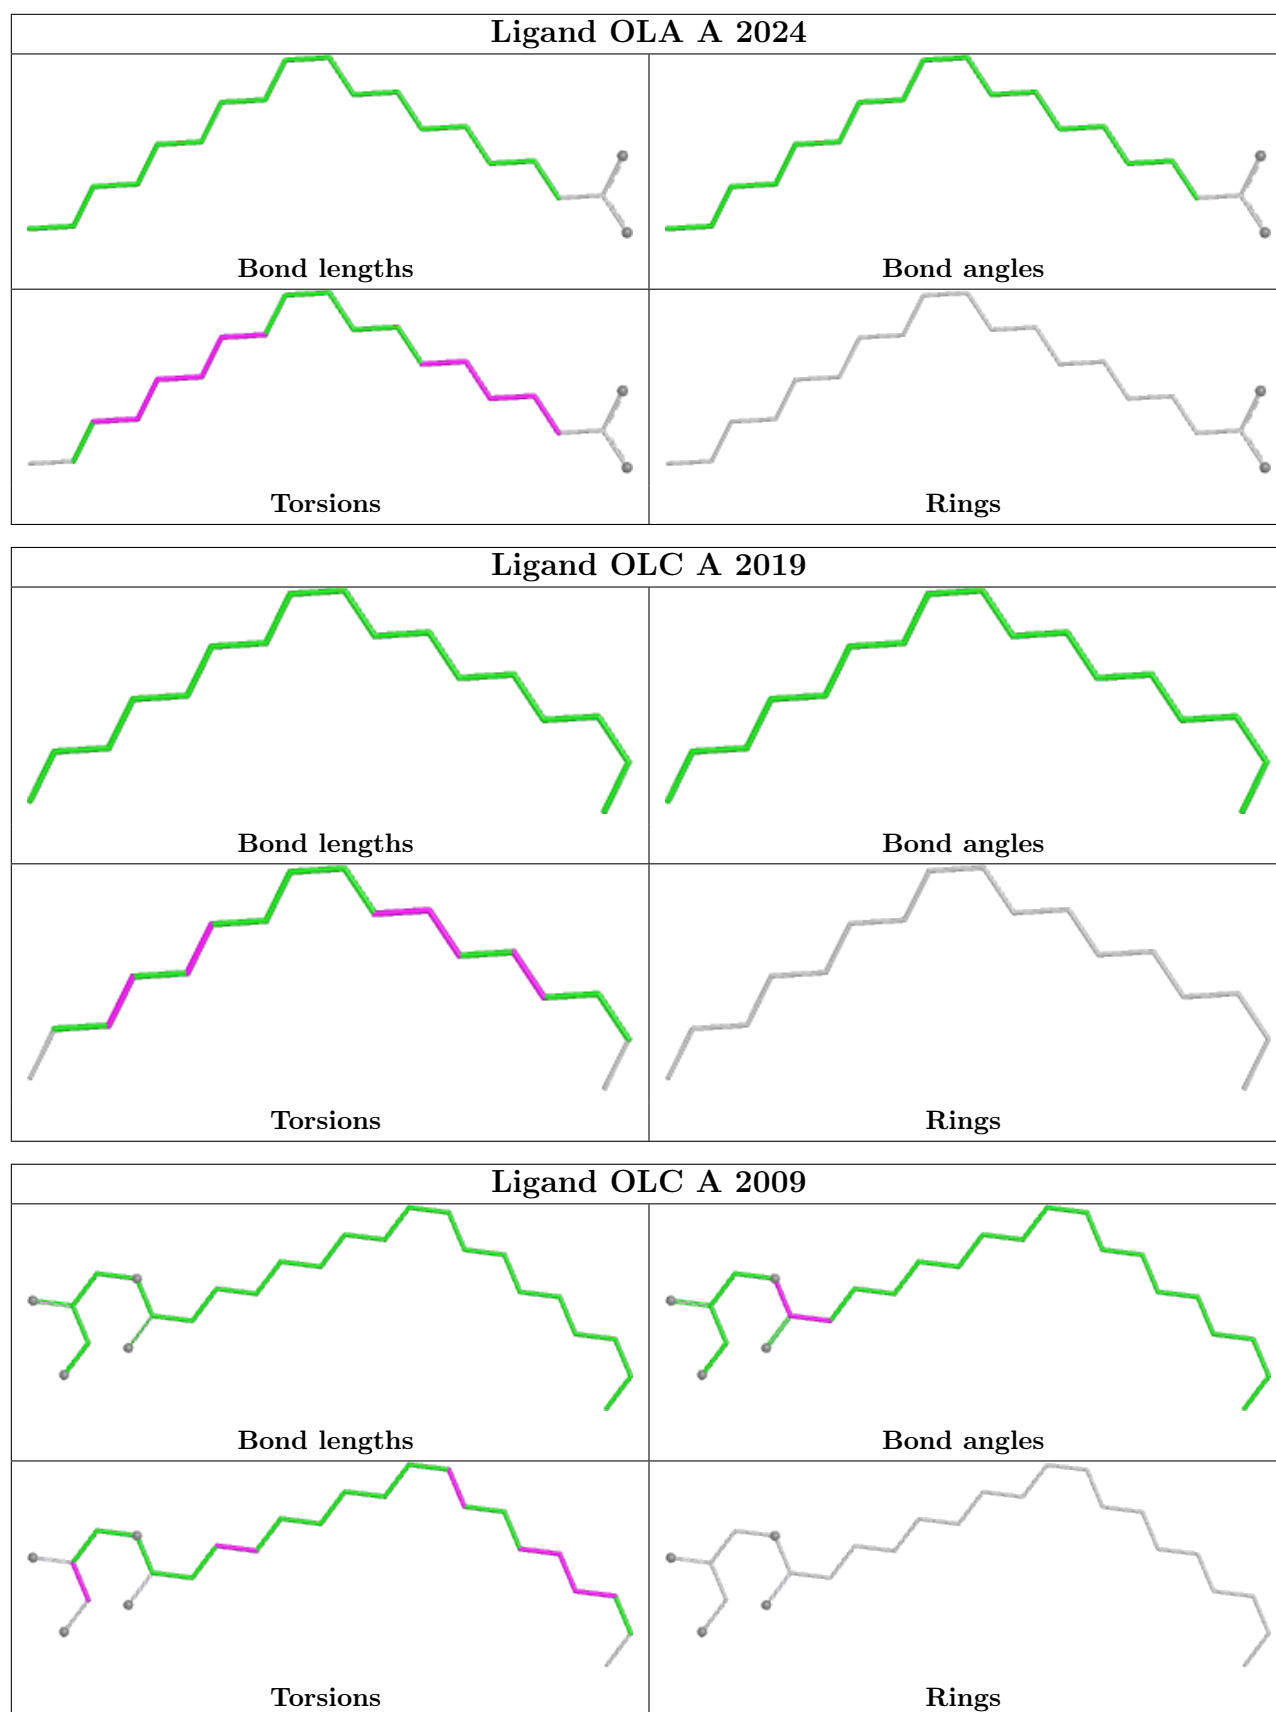 Ligand OLA A 2024
Bond lengths
Bond angles
Torsions
Rings
Ligand OLC A 2019
Bond lengths
Bond angles
Torsions
Rings
Ligand OLC A 2009
Bond lengths
Bond angles
Torsions
Rings